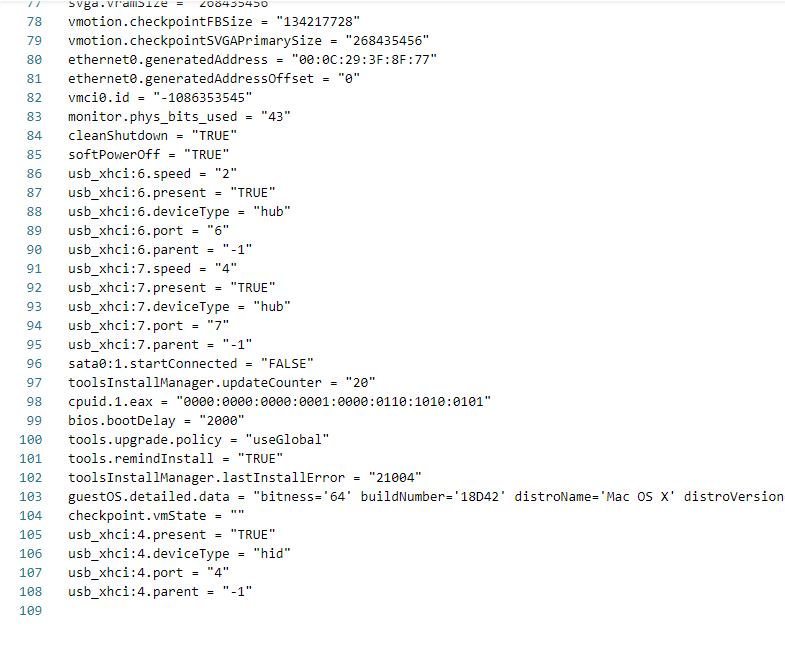 77 svga.vramSize = "268435456"
78 vmotion.checkpointFBSize = "134217728"
79 vmotion.checkpointSVGAPrimarySize = "268435456"
80 ethernet0.generatedAddress = "00:0C:29:3F:8F:77"
81 ethernet0.generatedAddressOffset = "0"
82 vmci0.id = "-1086353545"
83 monitor.phys_bits_used = "43"
84 cleanShutdown = "TRUE"
85 softPowerOff = "TRUE"
86 usb_xhci:6.speed = "2"
87 usb_xhci:6.present = "TRUE"
88 usb_xhci:6.deviceType = "hub"
89 usb_xhci:6.port = "6"
90 usb_xhci:6.parent = "-1"
91 usb_xhci:7.speed = "4"
92 usb_xhci:7.present = "TRUE"
93 usb_xhci:7.deviceType = "hub"
94 usb_xhci:7.port = "7"
95 usb_xhci:7.parent = "-1"
96 sata0:1.startConnected = "FALSE"
97 toolsInstallManager.updateCounter = "20"
98 cpuid.1.eax = "0000:0000:0000:0001:0000:0110:1010:0101"
99 bios.bootDelay = "2000"
100 tools.upgrade.policy = "useGlobal"
101 tools.remindInstall = "TRUE"
102 toolsInstallManager.lastInstallError = "21004"
103 guestOS.detailed.data = "bitness='64' buildNumber='18D42' distroName='Mac OS X' distroVersion
104 checkpoint.vmState = ""
105 usb_xhci:4.present = "TRUE"
106 usb_xhci:4.deviceType = "hid"
107 usb_xhci:4.port = "4"
108 usb_xhci:4.parent = "-1"
109